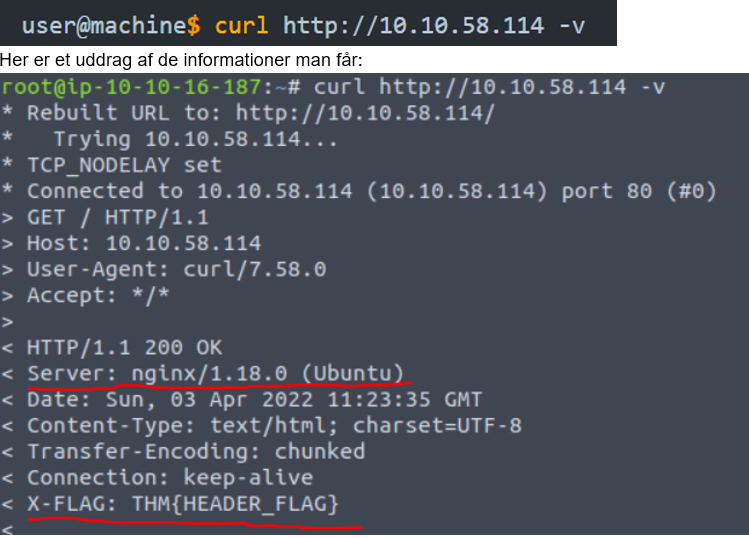 user@machine$ curl http://10.10.58.114 -v
Her er et uddrag af de informationer man får:
root@ip-10-10-16-187:~# curl http://10.10.58.114 -v
* Rebuilt URL to: http://10.10.58.114/
*   Trying 10.10.58.114...
* TCP_NODELAY set
* Connected to 10.10.58.114 (10.10.58.114) port 80 (#0)
> GET / HTTP/1.1
> Host: 10.10.58.114
> User-Agent: curl/7.58.0
> Accept: */*
>
< HTTP/1.1 200 OK
< Server: nginx/1.18.0 (Ubuntu)
< Date: Sun, 03 Apr 2022 11:23:35 GMT
< Content-Type: text/html; charset=UTF-8
< Transfer-Encoding: chunked
< Connection: keep-alive
< X-FLAG: THM{HEADER_FLAG}
<